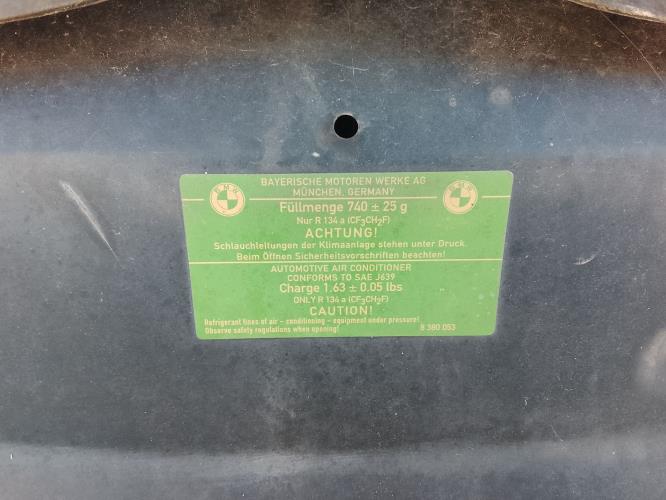 BAYERISCHE MOTOREN WERKE AG
MÜNCHEN, GERMANY
BMW
BMW
Füllmenge 740 ± 25 g
Nur R 134 a (CF₃CH₂F)
ACHTUNG!
Schlauchleitungen der Klimaanlage stehen unter Druck.
Beim Öffnen Sicherheitsvorschriften beachten!
AUTOMOTIVE AIR CONDITIONER
CONFORMS TO SAE J639
Charge 1.63 ± 0.05 lbs
ONLY R 134 a (CF₃CH₂F)
CAUTION!
Refrigerant lines of air – conditioning – equipment under pressure!
Observe safety regulations when opening!
8 380 053